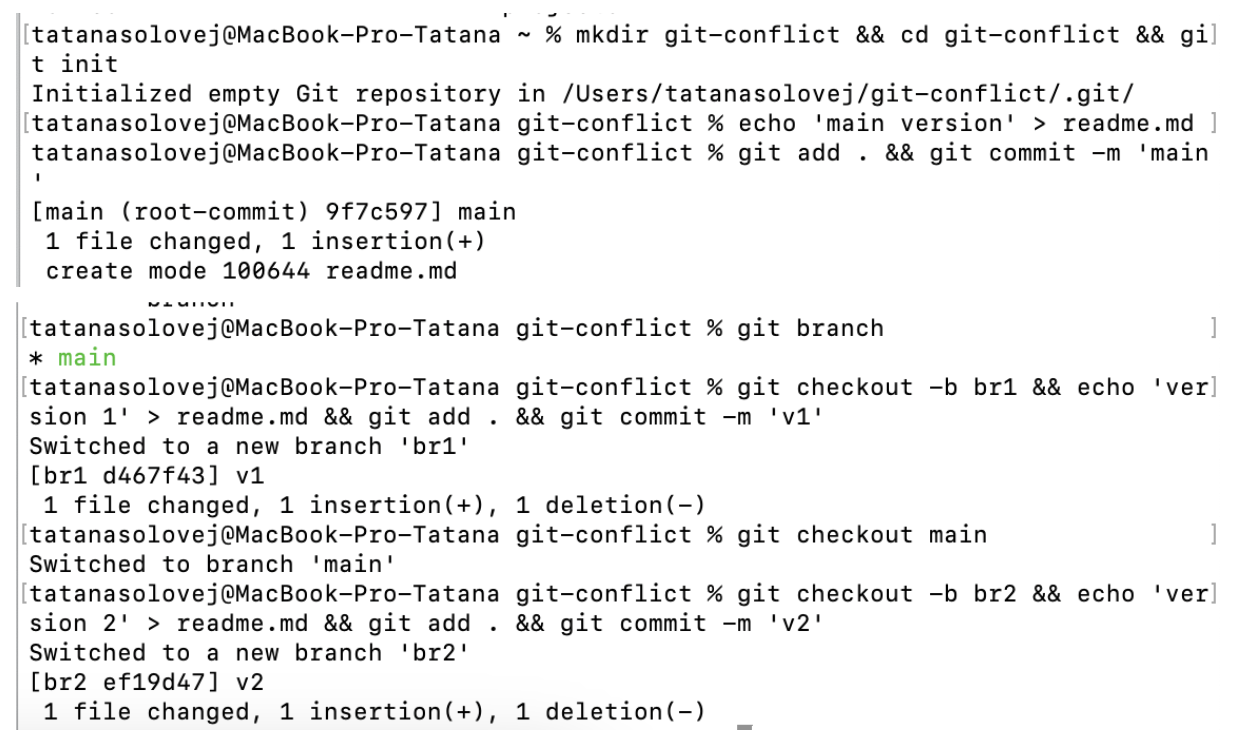 [tatanasolovej@MacBook-Pro-Tatana ~ % mkdir git-conflict && cd git-conflict && gi]
t init
Initialized empty Git repository in /Users/tatanasolovej/git-conflict/.git/
[tatanasolovej@MacBook-Pro-Tatana git-conflict % echo 'main version' > readme.md ]
tatanasolovej@MacBook-Pro-Tatana git-conflict % git add . && git commit -m 'main
'
[main (root-commit) 9f7c597] main
 1 file changed, 1 insertion(+)
 create mode 100644 readme.md
branch
[tatanasolovej@MacBook-Pro-Tatana git-conflict % git branch ]
* main
[tatanasolovej@MacBook-Pro-Tatana git-conflict % git checkout -b br1 && echo 'ver]
sion 1' > readme.md && git add . && git commit -m 'v1'
Switched to a new branch 'br1'
[br1 d467f43] v1
 1 file changed, 1 insertion(+), 1 deletion(-)
[tatanasolovej@MacBook-Pro-Tatana git-conflict % git checkout main ]
Switched to branch 'main'
[tatanasolovej@MacBook-Pro-Tatana git-conflict % git checkout -b br2 && echo 'ver]
sion 2' > readme.md && git add . && git commit -m 'v2'
Switched to a new branch 'br2'
[br2 ef19d47] v2
 1 file changed, 1 insertion(+), 1 deletion(-)